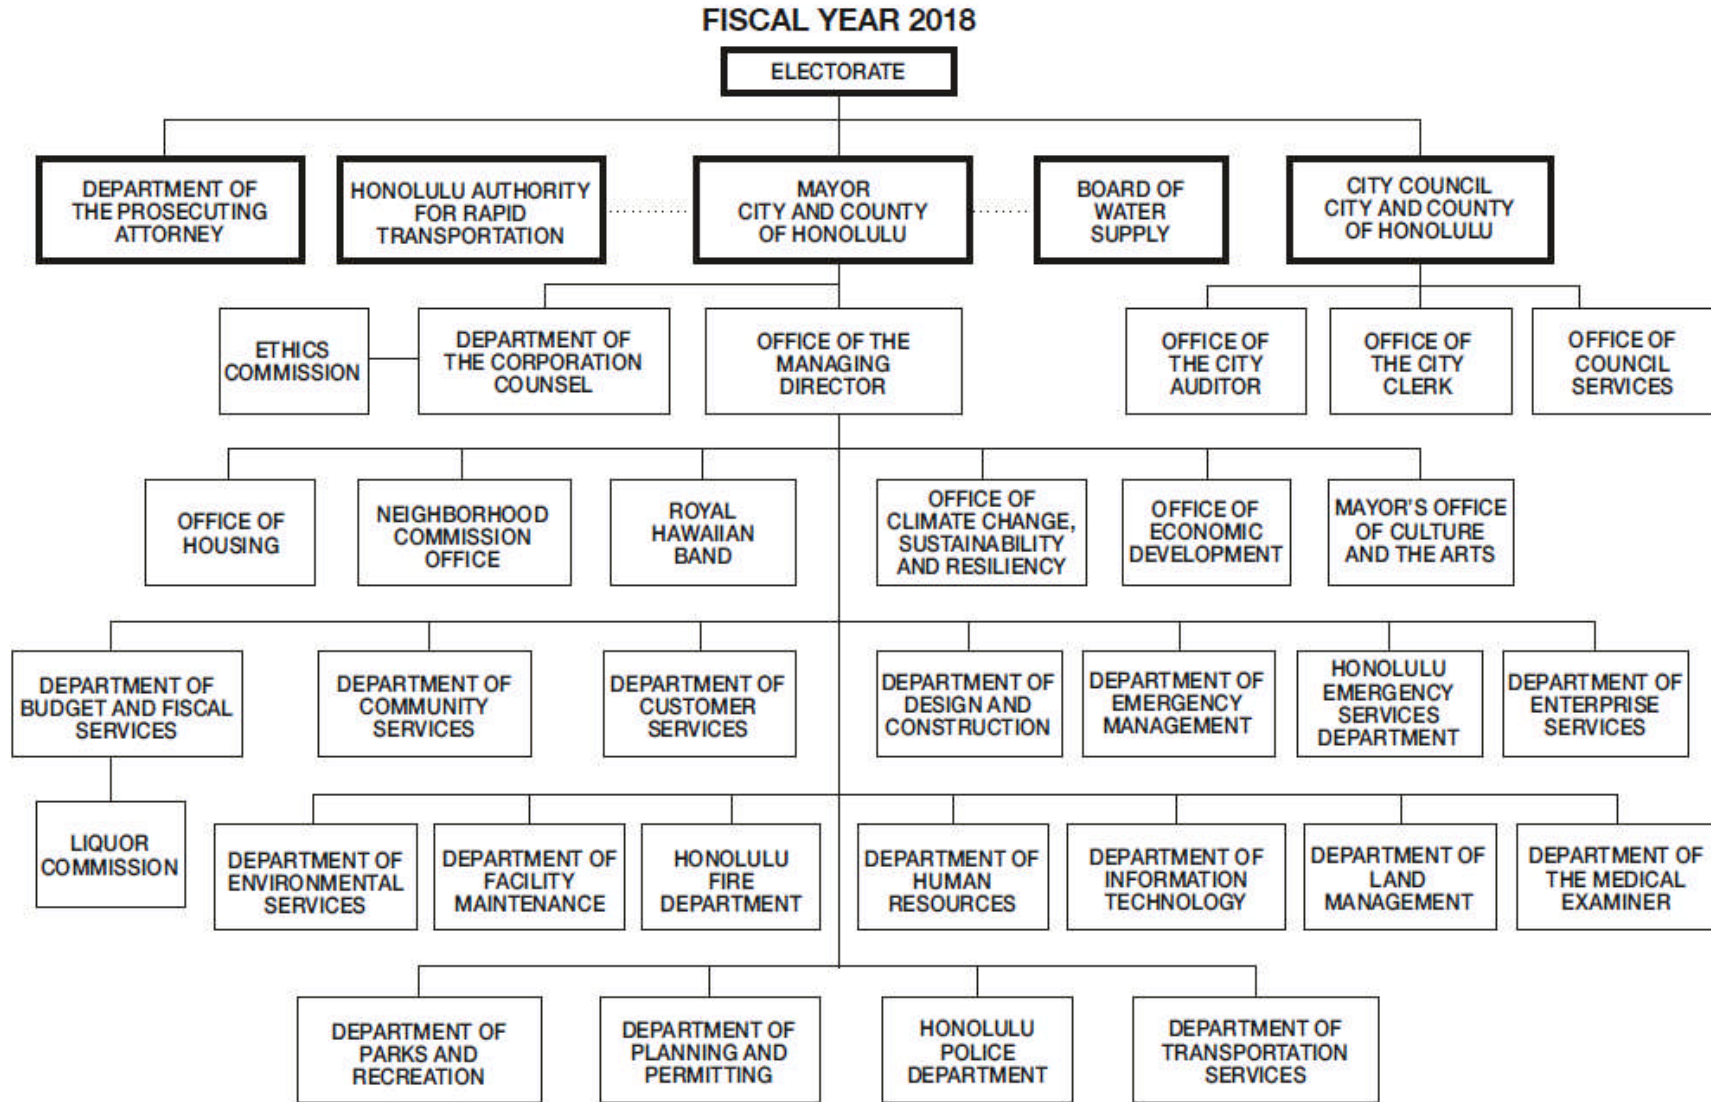 FISCAL YEAR 2018
ELECTORATE
DEPARTMENT OF
THE PROSECUTING
ATTORNEY
HONOLULU AUTHORITY
FOR RAPID
TRANSPORTATION
MAYOR
CITY AND COUNTY
OF HONOLULU
BOARD OF
WATER
SUPPLY
CITY COUNCIL
CITY AND COUNTY
OF HONOLULU
ETHICS
COMMISSION
DEPARTMENT OF
THE CORPORATION
COUNSEL
OFFICE OF THE
MANAGING
DIRECTOR
OFFICE OF
THE CITY
AUDITOR
OFFICE OF
THE CITY
CLERK
OFFICE OF
COUNCIL
SERVICES
OFFICE OF
HOUSING
NEIGHBORHOOD
COMMISSION
OFFICE
ROYAL
HAWAIIAN
BAND
OFFICE OF
CLIMATE CHANGE,
SUSTAINABILITY
AND RESILIENCY
OFFICE OF
ECONOMIC
DEVELOPMENT
MAYOR'S OFFICE
OF CULTURE
AND THE ARTS
DEPARTMENT OF
BUDGET AND FISCAL
SERVICES
DEPARTMENT OF
COMMUNITY
SERVICES
DEPARTMENT OF
CUSTOMER
SERVICES
DEPARTMENT OF
DESIGN AND
CONSTRUCTION
DEPARTMENT OF
EMERGENCY
MANAGEMENT
HONOLULU
EMERGENCY
SERVICES
DEPARTMENT
DEPARTMENT OF
ENTERPRISE
SERVICES
LIQUOR
COMMISSION
DEPARTMENT OF
ENVIRONMENTAL
SERVICES
DEPARTMENT OF
FACILITY
MAINTENANCE
HONOLULU
FIRE
DEPARTMENT
DEPARTMENT OF
HUMAN
RESOURCES
DEPARTMENT OF
INFORMATION
TECHNOLOGY
DEPARTMENT OF
LAND
MANAGEMENT
DEPARTMENT OF
THE MEDICAL
EXAMINER
DEPARTMENT OF
PARKS AND
RECREATION
DEPARTMENT OF
PLANNING AND
PERMITTING
HONOLULU
POLICE
DEPARTMENT
DEPARTMENT OF
TRANSPORTATION
SERVICES